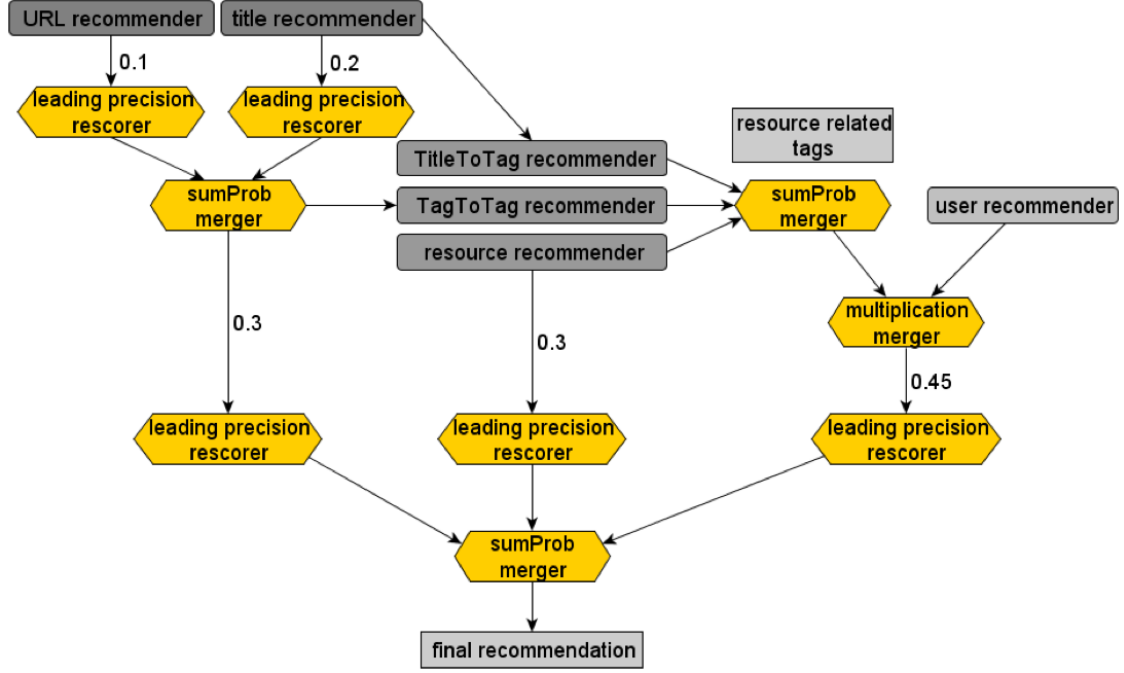 URL recommender
title recommender
0.1
0.2
leading precision
rescorer
leading precision
rescorer
resource related
tags
TitleToTag recommender
sumProb
merger
TagToTag recommender
sumProb
merger
user recommender
resource recommender
multiplication
merger
0.3
0.3
0.45
leading precision
rescorer
leading precision
rescorer
leading precision
rescorer
sumProb
merger
final recommendation